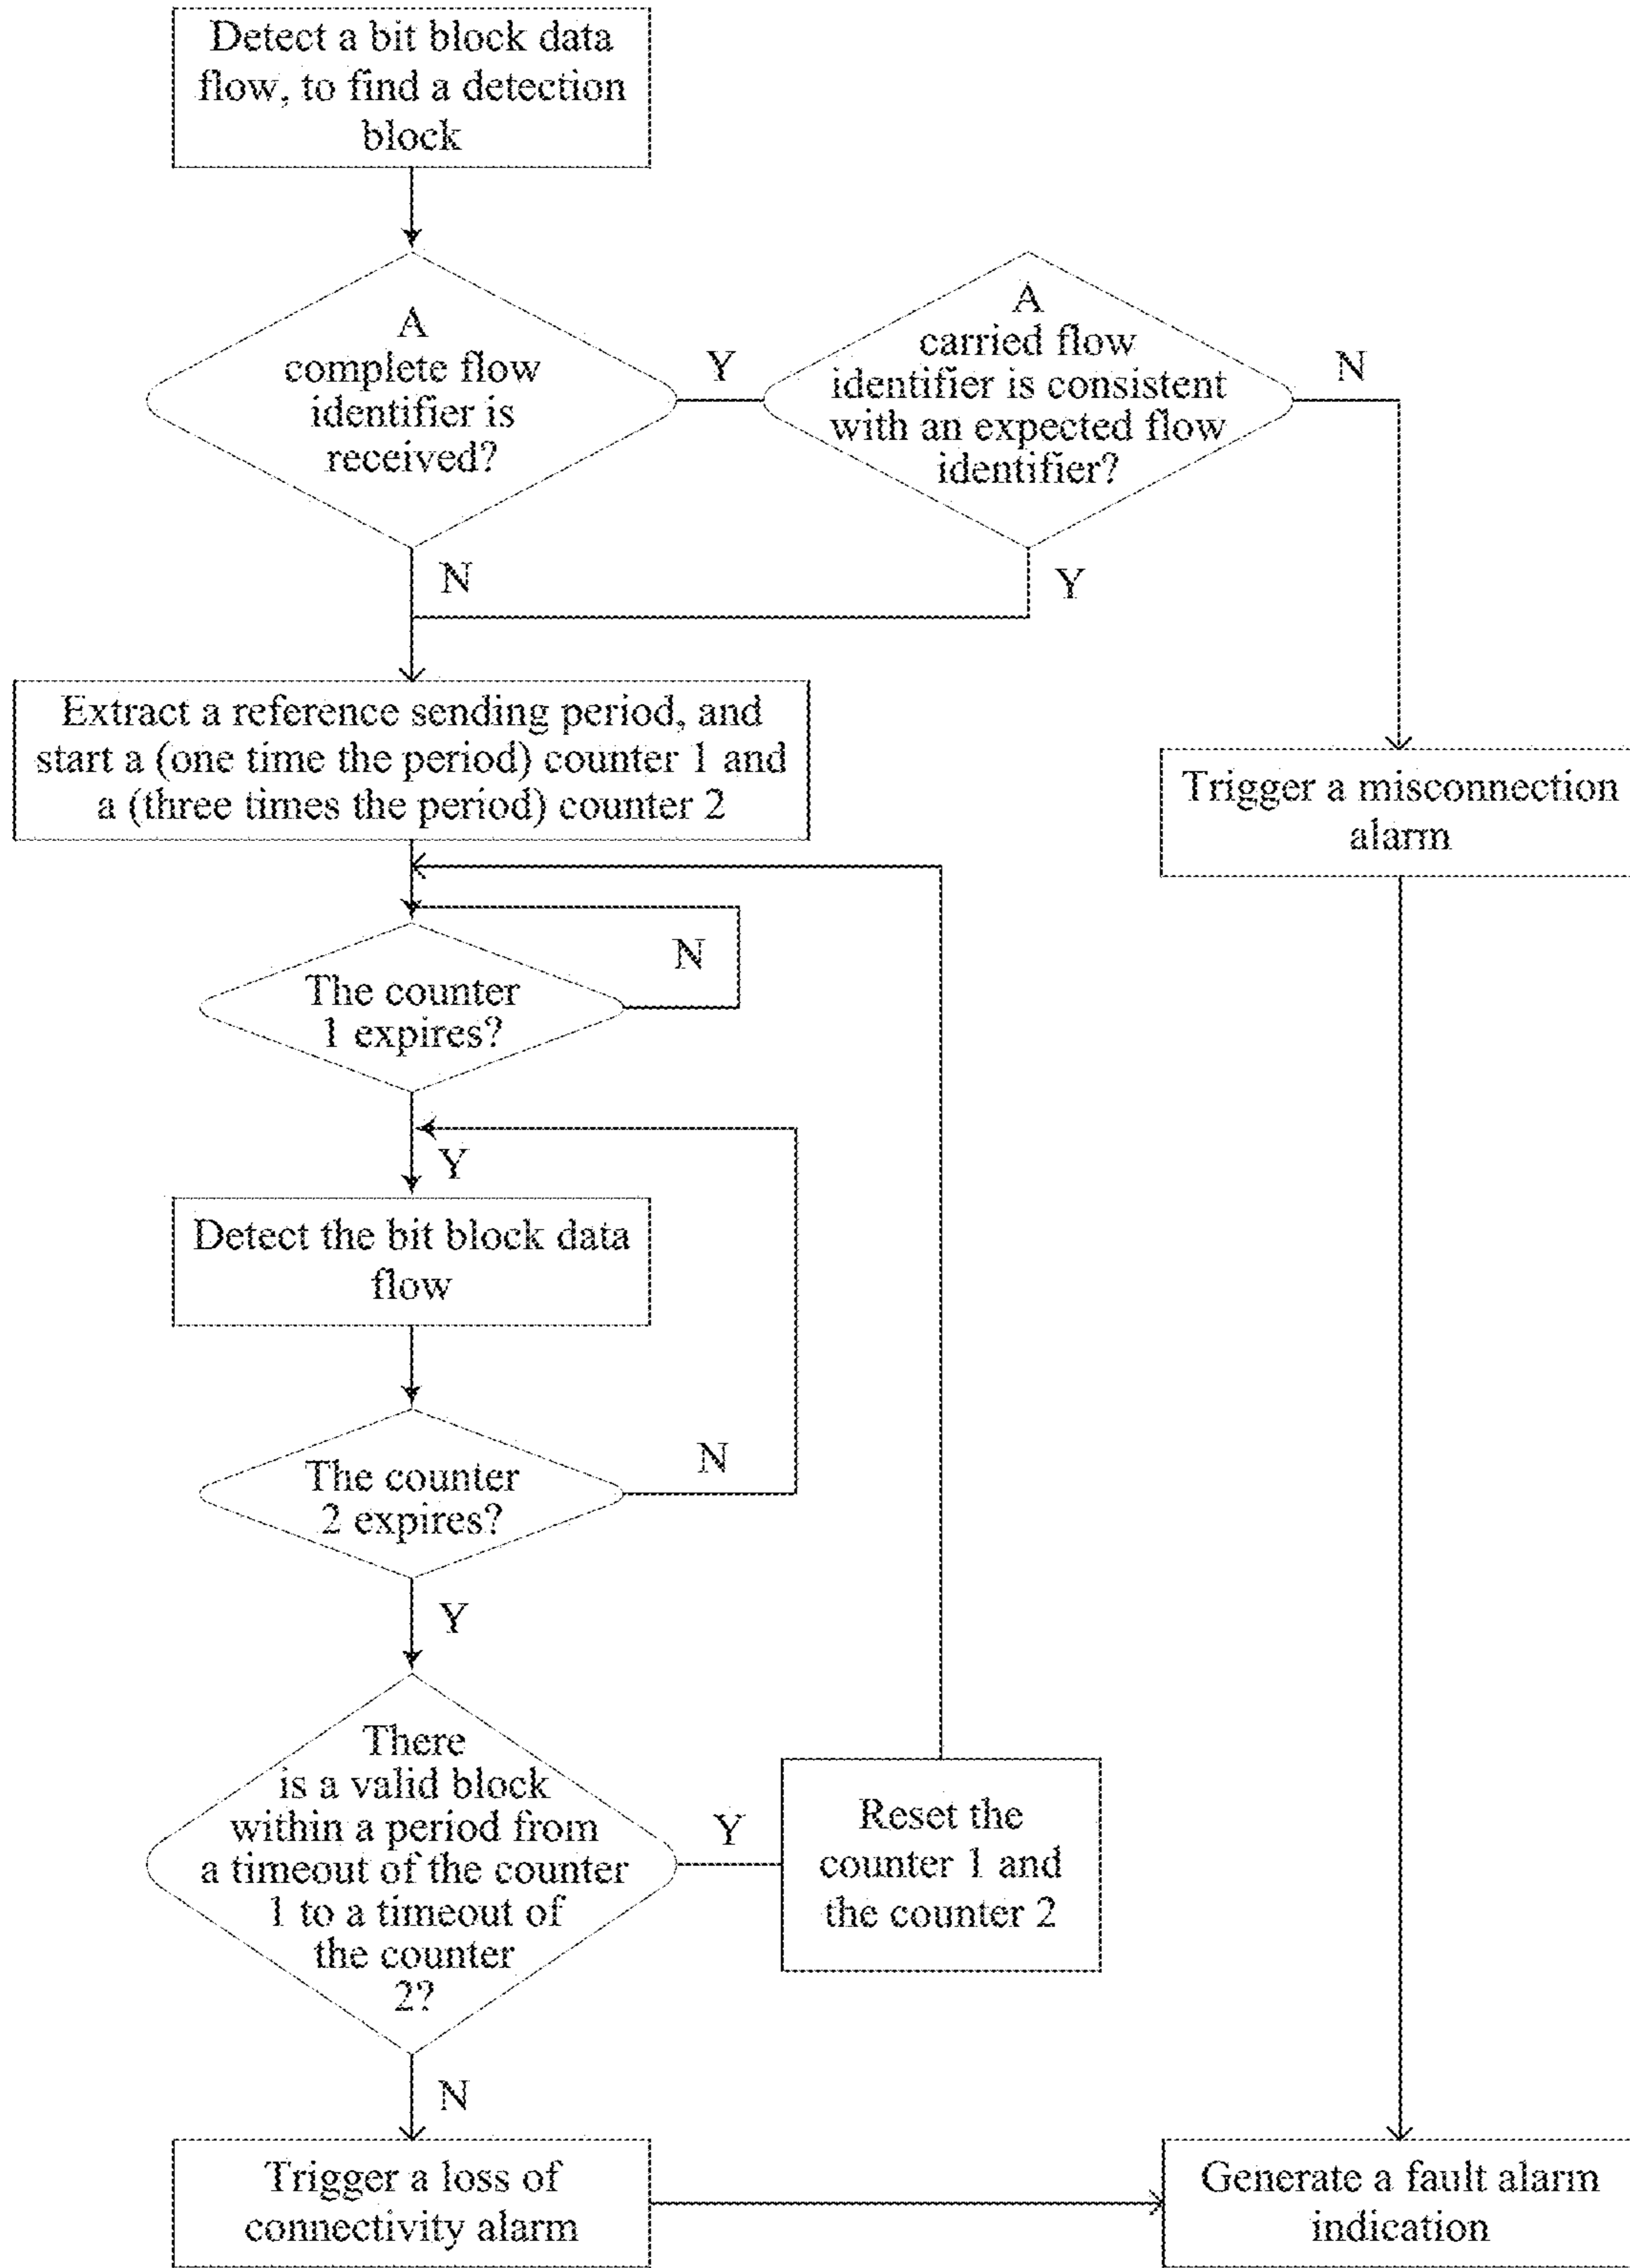 Detect a bit block data
flow, to find a detection
block
A
complete flow
identifier is
received?
Y
A
carried flow
identifier is consistent
with an expected flow
identifier?
N
N
Y
Extract a reference sending period, and
start a (one time the period) counter 1 and
a (three times the period) counter 2
Trigger a misconnection
alarm
N
The counter
1 expires?
Y
Detect the bit block data
flow
The counter
2 expires?
N
Y
There
is a valid block
within a period from
a timeout of the counter
1 to a timeout of
the counter
2?
Y
Reset the
counter 1 and
the counter 2
N
Trigger a loss of
connectivity alarm
Generate a fault alarm
indication